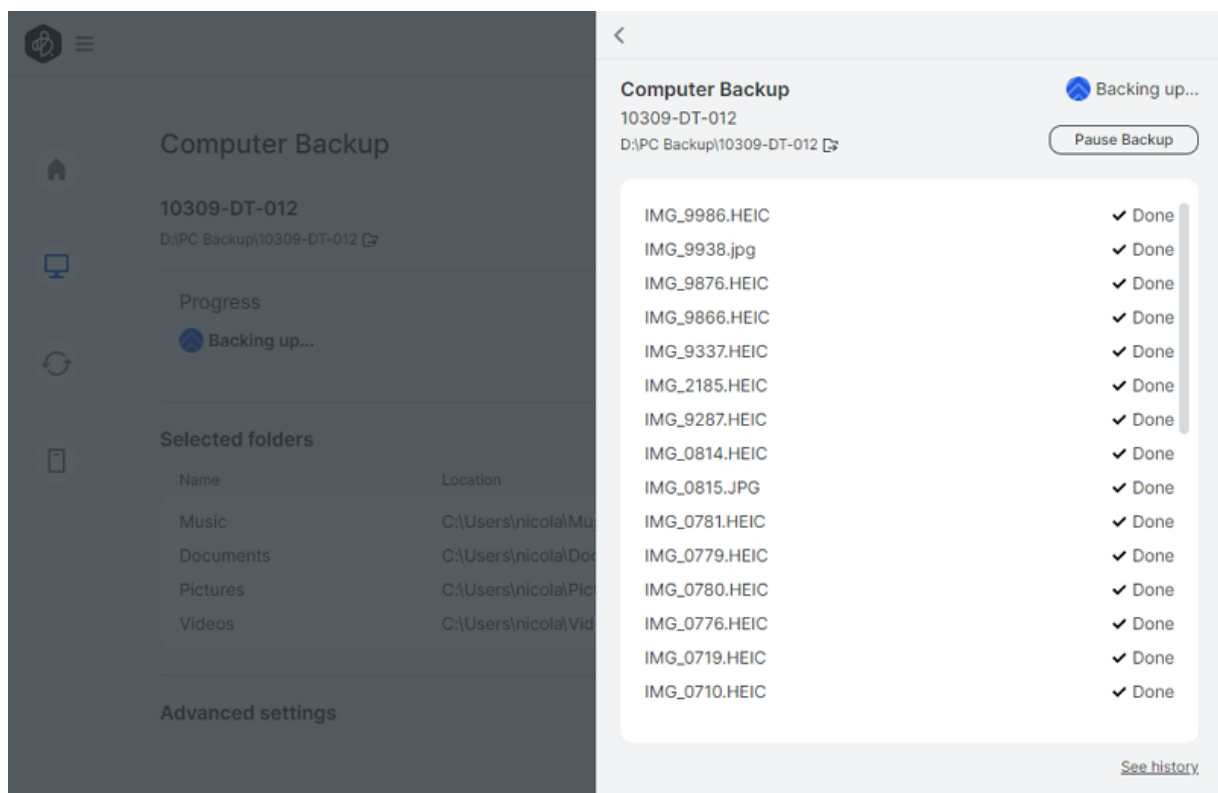 Computer Backup
10309-DT-012
D:\PC Backup\10309-DT-012
Progress
Backing up...
Selected folders
Name Location
Music C:\Users\nicola\Mu
Documents C:\Users\nicola\Doc
Pictures C:\Users\nicola\Pict
Videos C:\Users\nicola\Vid
Advanced settings
Computer Backup
Backing up...
10309-DT-012
D:\PC Backup\10309-DT-012
Pause Backup
IMG_9986.HEIC Done
IMG_9938.jpg Done
IMG_9876.HEIC Done
IMG_9866.HEIC Done
IMG_9337.HEIC Done
IMG_2185.HEIC Done
IMG_9287.HEIC Done
IMG_0814.HEIC Done
IMG_0815.JPG Done
IMG_0781.HEIC Done
IMG_0779.HEIC Done
IMG_0780.HEIC Done
IMG_0776.HEIC Done
IMG_0719.HEIC Done
IMG_0710.HEIC Done
See history